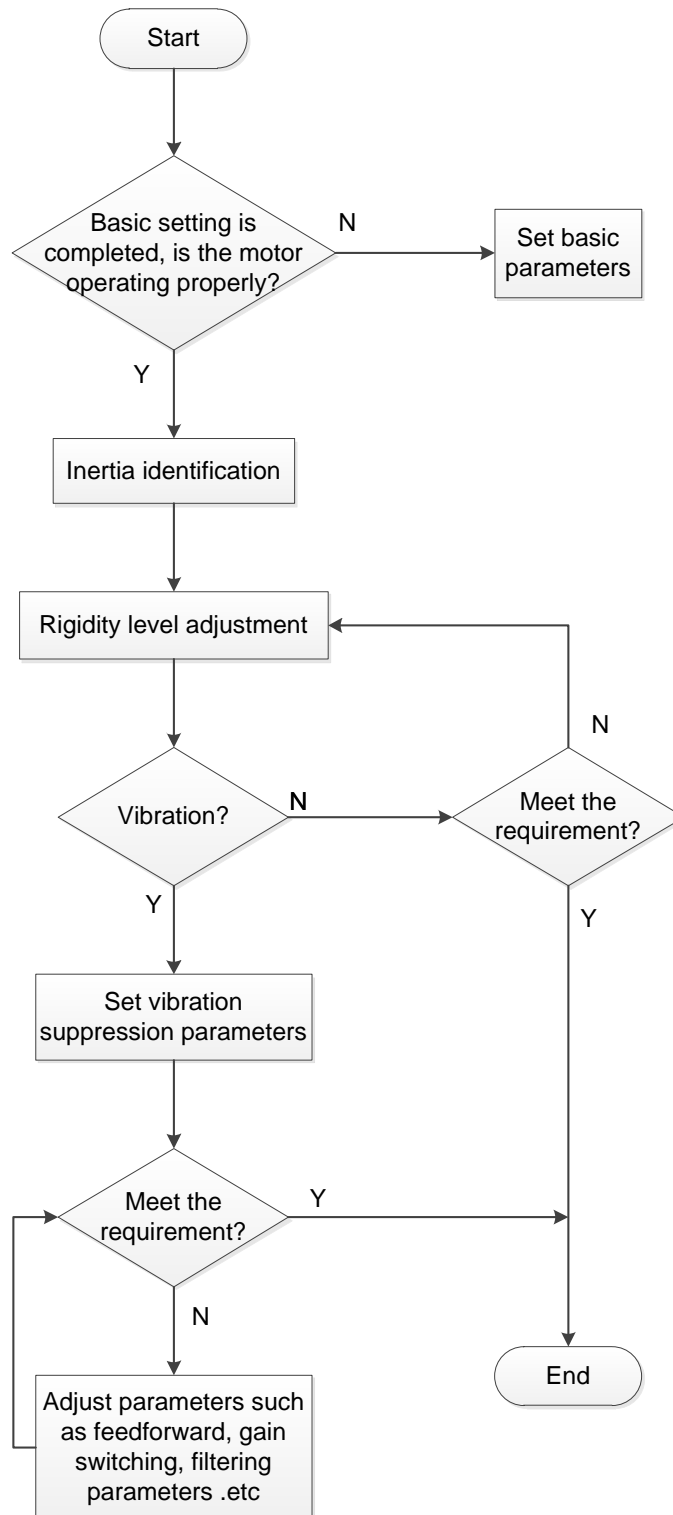 Start
Basic setting is
completed, is the motor
operating properly?
N
Set basic
parameters
Y
Inertia identification
Rigidity level adjustment
N
Vibration?
N
Meet the
requirement?
Y
Y
Set vibration
suppression parameters
Meet the
requirement?
Y
N
End
Adjust parameters such
as feedforward, gain
switching, filtering
parameters .etc